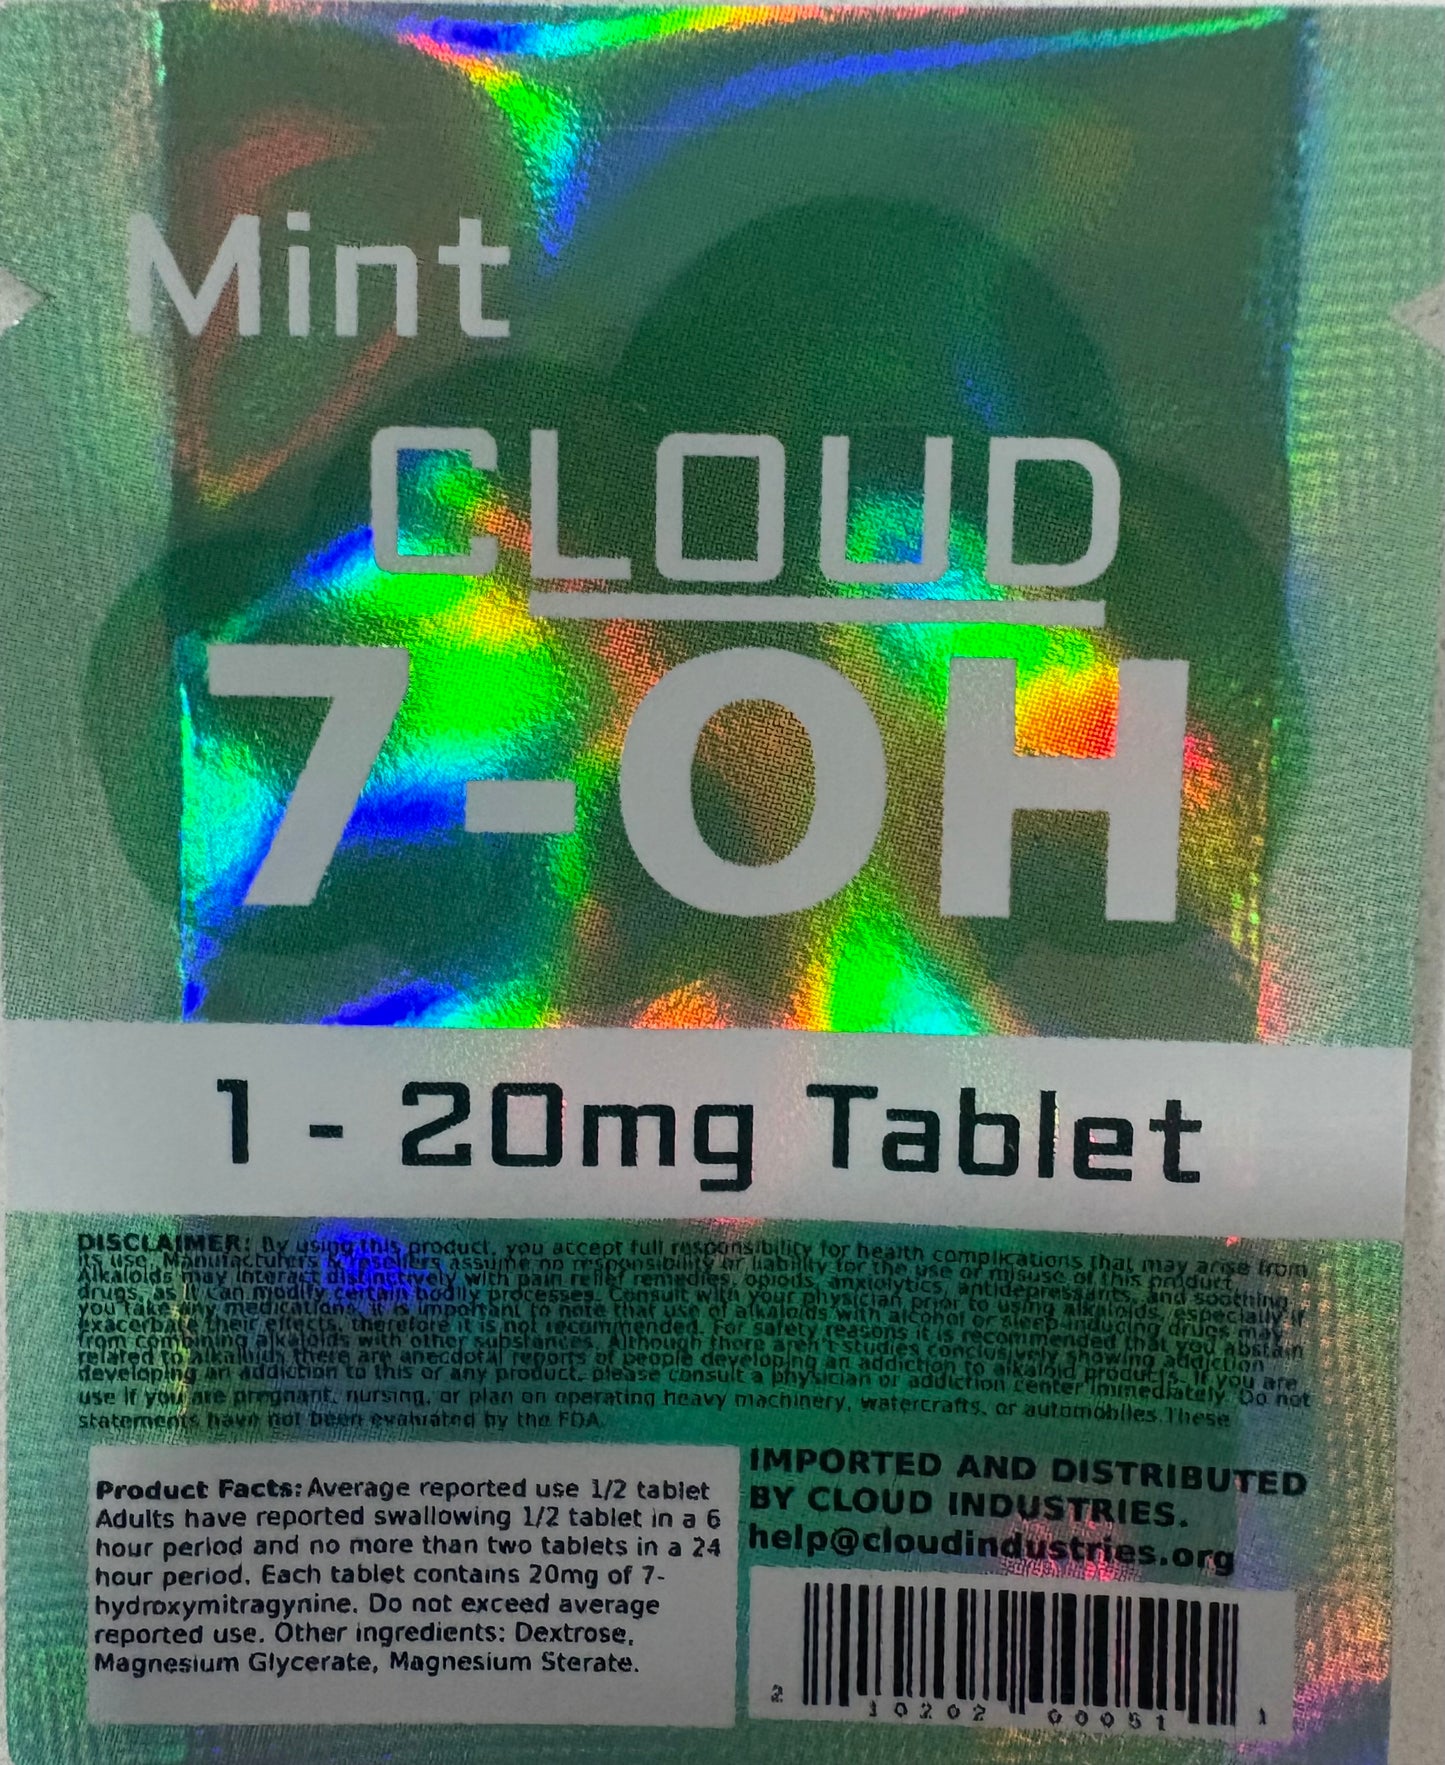 Mint
CLOUD
7-OH
1 - 20mg Tablet
DISCLAIMER: By using this product, you accept full responsibility for health complications that may arise from
its use. Manufacturers & resellers assume no responsibility or liability for the use or misuse of this product.
Alkaloids may interact distinctively with pain relief remedies, opiods, anxiolytics, antidepressants, and soothing
drugs, as it can modify certain bodily processes. Consult with your physician prior to using alkaloids, especially if
you take any medications, it is important to note that use of alkaloids with alcohol or sleep-inducing drugs may
exacerbate their effects, therefore it is not recommended. For safety reasons it is recommended that you abstain
from combining alkaloids with other substances. Although there aren't studies conclusively showing addiction
related to there are anecdotal reports of people developing an addiction to alkaloid products. If you are
developing an addiction to this or any product, please consult a physician or addiction center immediately. Do not
use if you are pregnant, nursing, or plan on operating heavy machinery, watercrafts, or automobiles.These
statements have not been evaluated by the FDA.
Product Facts: Average reported use 1/2 tablet
Adults have reported swallowing 1/2 tablet in a 6
hour period and no more than two tablets in a 24
hour period. Each tablet contains 20mg of 7-
hydroxymitragynine. Do not exceed average
reported use. Other ingredients: Dextrose,
Magnesium Glycerate, Magnesium Sterate.
IMPORTED AND DISTRIBUTED
BY CLOUD INDUSTRIES.
help@cloudindustries.org
2 10202 00051 1